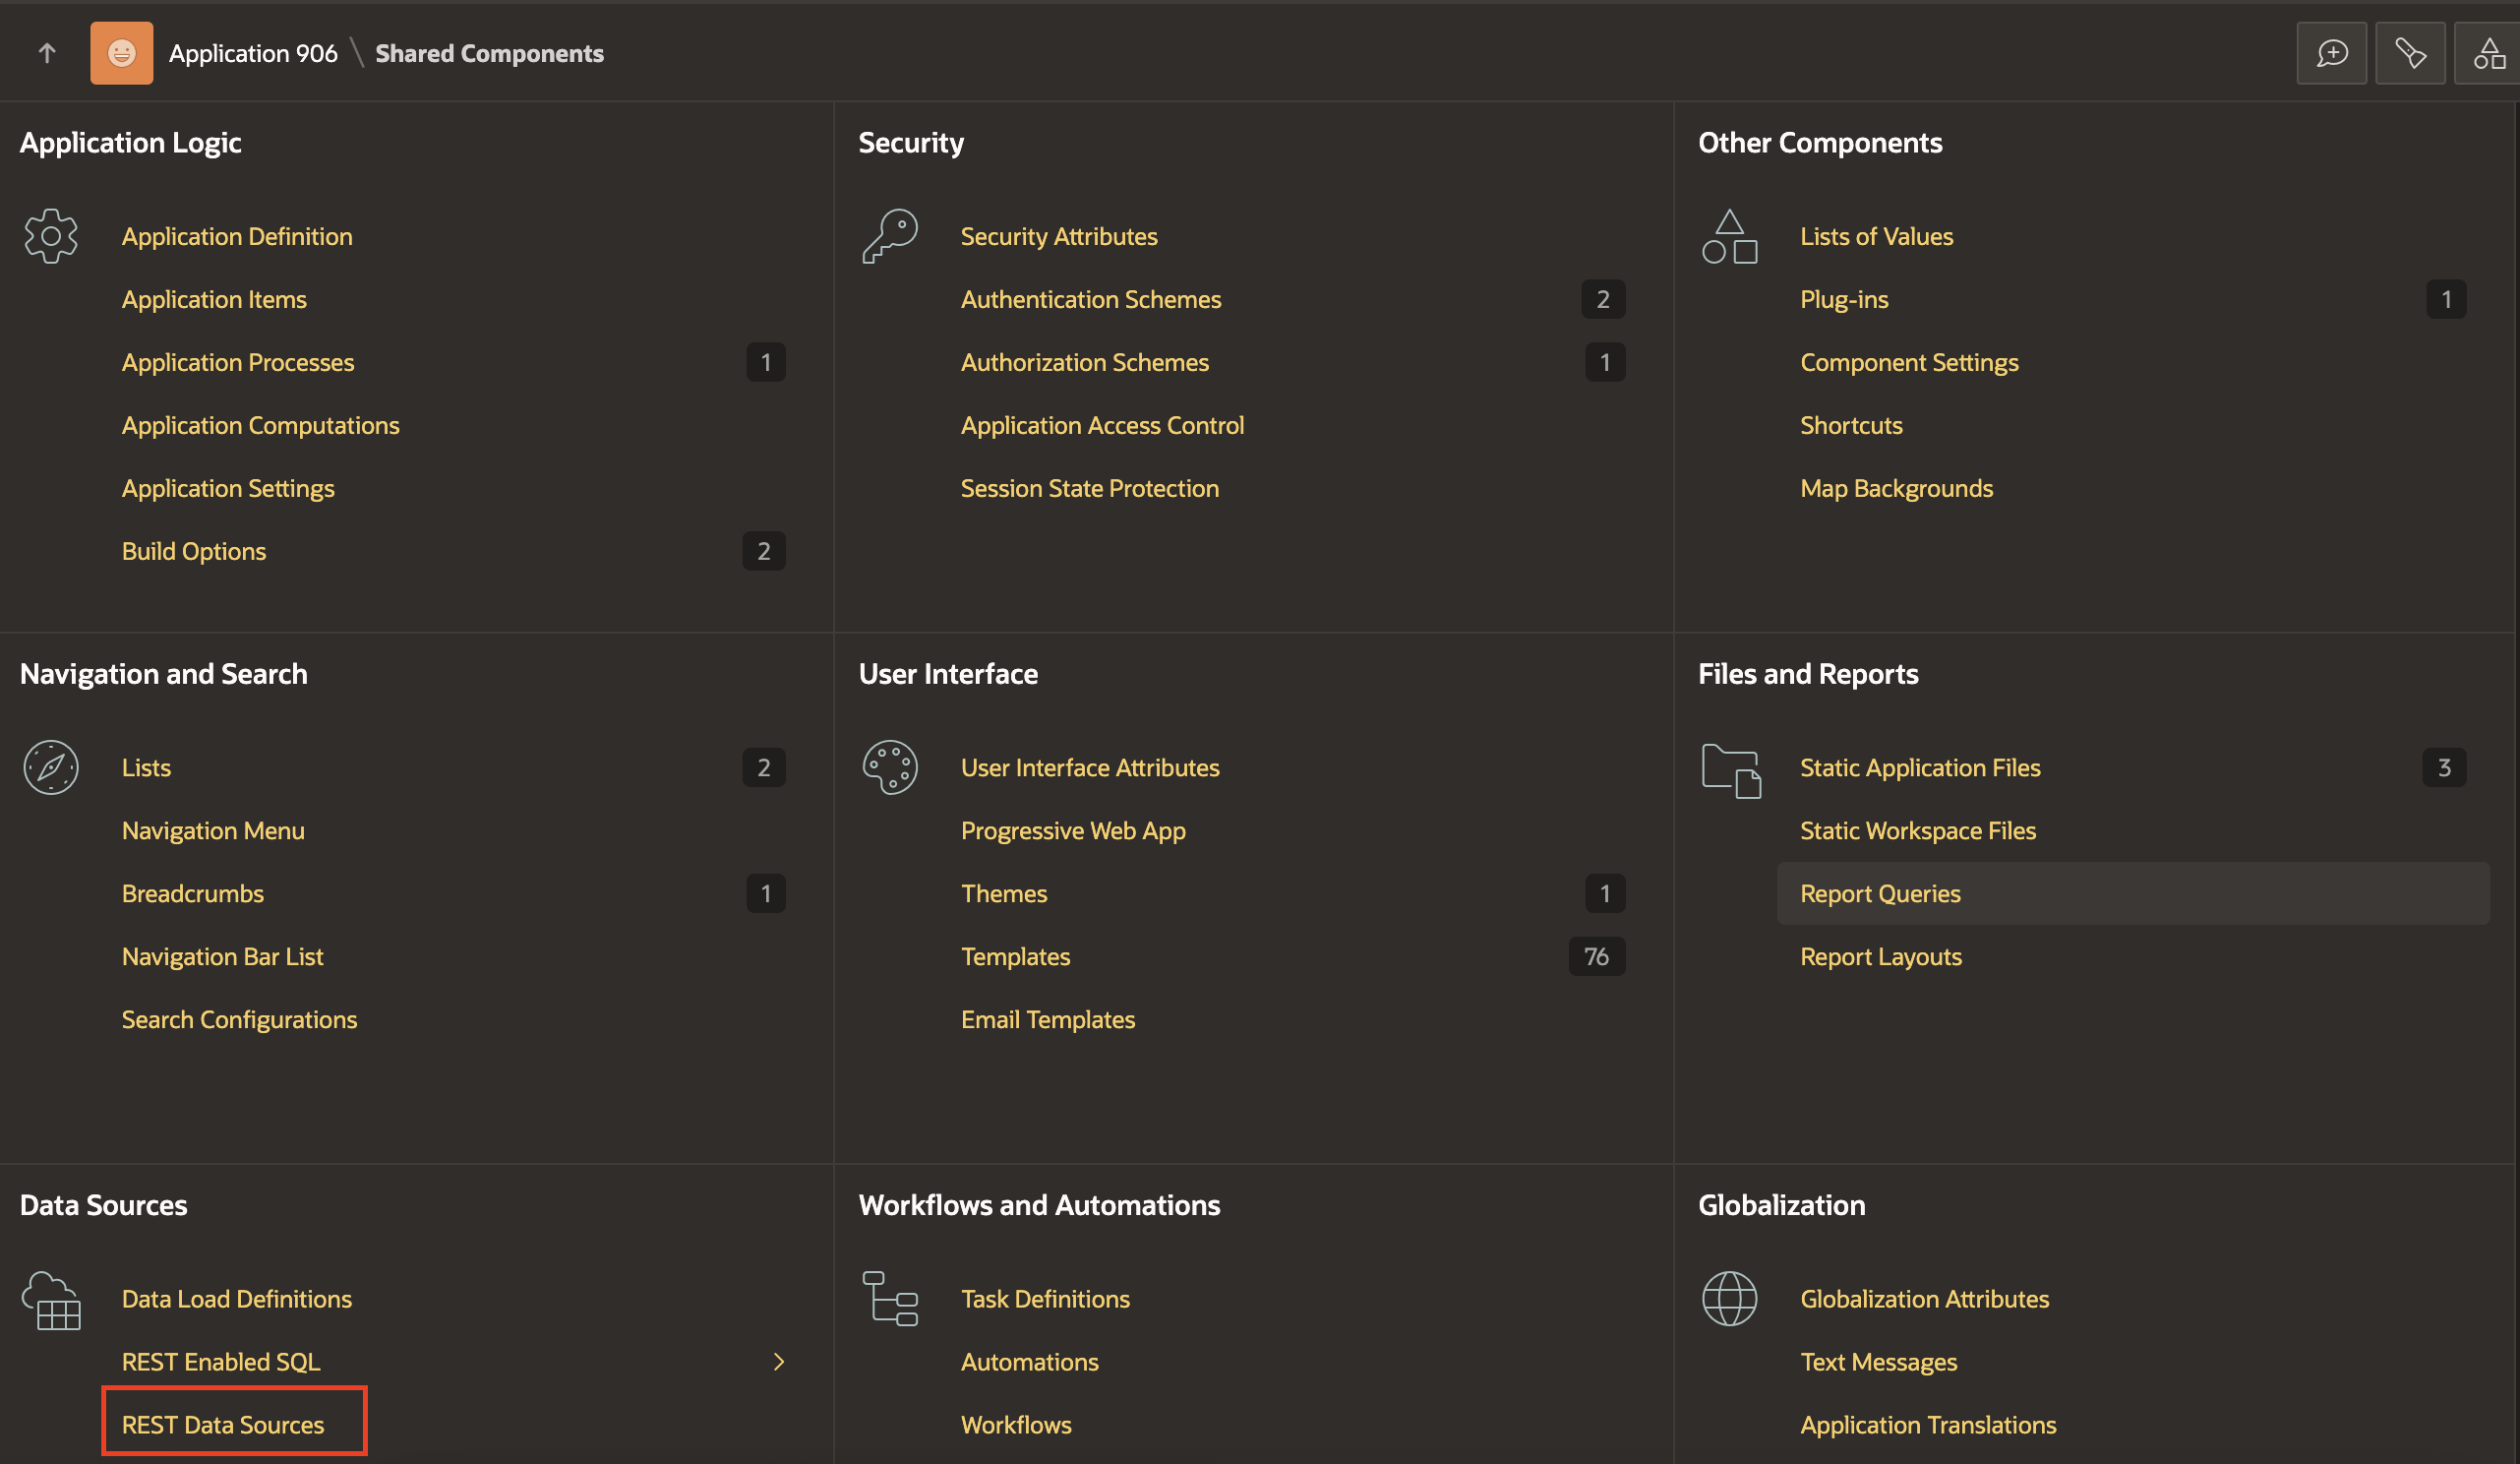 Application 906 \ Shared Components
Application Logic
Application Definition
Application Items
Application Processes 1
Application Computations
Application Settings
Build Options 2
Security
Security Attributes
Authentication Schemes 2
Authorization Schemes 1
Application Access Control
Session State Protection
Other Components
Lists of Values
Plug-ins 1
Component Settings
Shortcuts
Map Backgrounds
Navigation and Search
Lists 2
Navigation Menu
Breadcrumbs 1
Navigation Bar List
Search Configurations
User Interface
User Interface Attributes
Progressive Web App
Themes 1
Templates 76
Email Templates
Files and Reports
Static Application Files 3
Static Workspace Files
Report Queries
Report Layouts
Data Sources
Data Load Definitions
REST Enabled SQL
REST Data Sources
Workflows and Automations
Task Definitions
Automations
Workflows
Globalization
Globalization Attributes
Text Messages
Application Translations